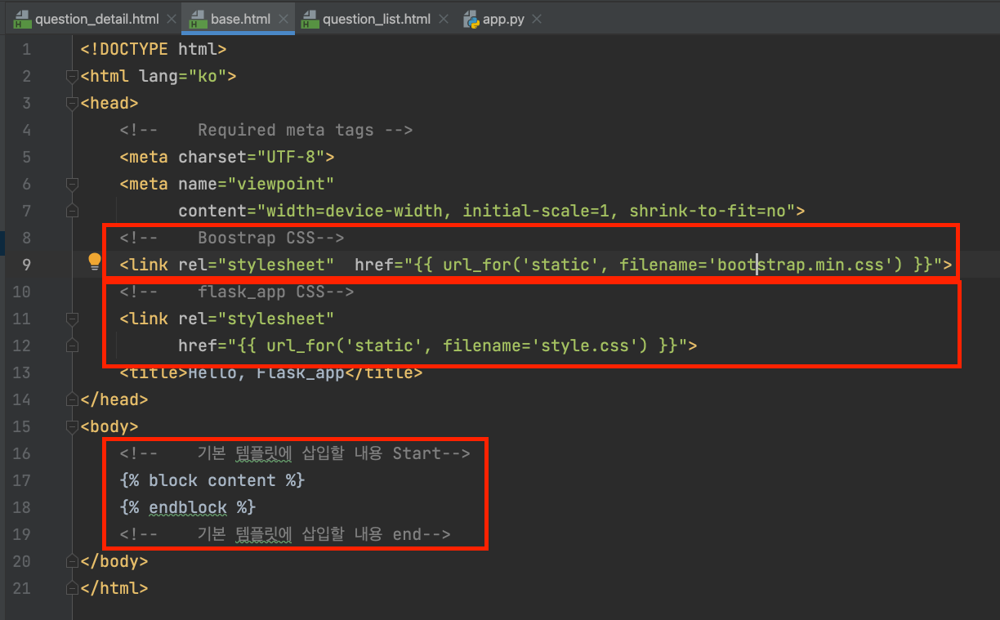 question_detail.html base.html question_list.html app.py
1 <!DOCTYPE html>
2 <html lang="ko">
3 <head>
4 <!-- Required meta tags -->
5 <meta charset="UTF-8">
6 <meta name="viewpoint"
7 content="width=device-width, initial-scale=1, shrink-to-fit=no">
8 <!-- Boostrap CSS-->
9 <link rel="stylesheet" href="{{ url_for('static', filename='bootstrap.min.css') }}">
10 <!-- flask_app CSS-->
11 <link rel="stylesheet"
12 href="{{ url_for('static', filename='style.css') }}">
13 <title>Hello, Flask_app</title>
14 </head>
15 <body>
16 <!-- 기본 템플릿에 삽입할 내용 Start-->
17 {% block content %}
18 {% endblock %}
19 <!-- 기본 템플릿에 삽입할 내용 end-->
20 </body>
21 </html>